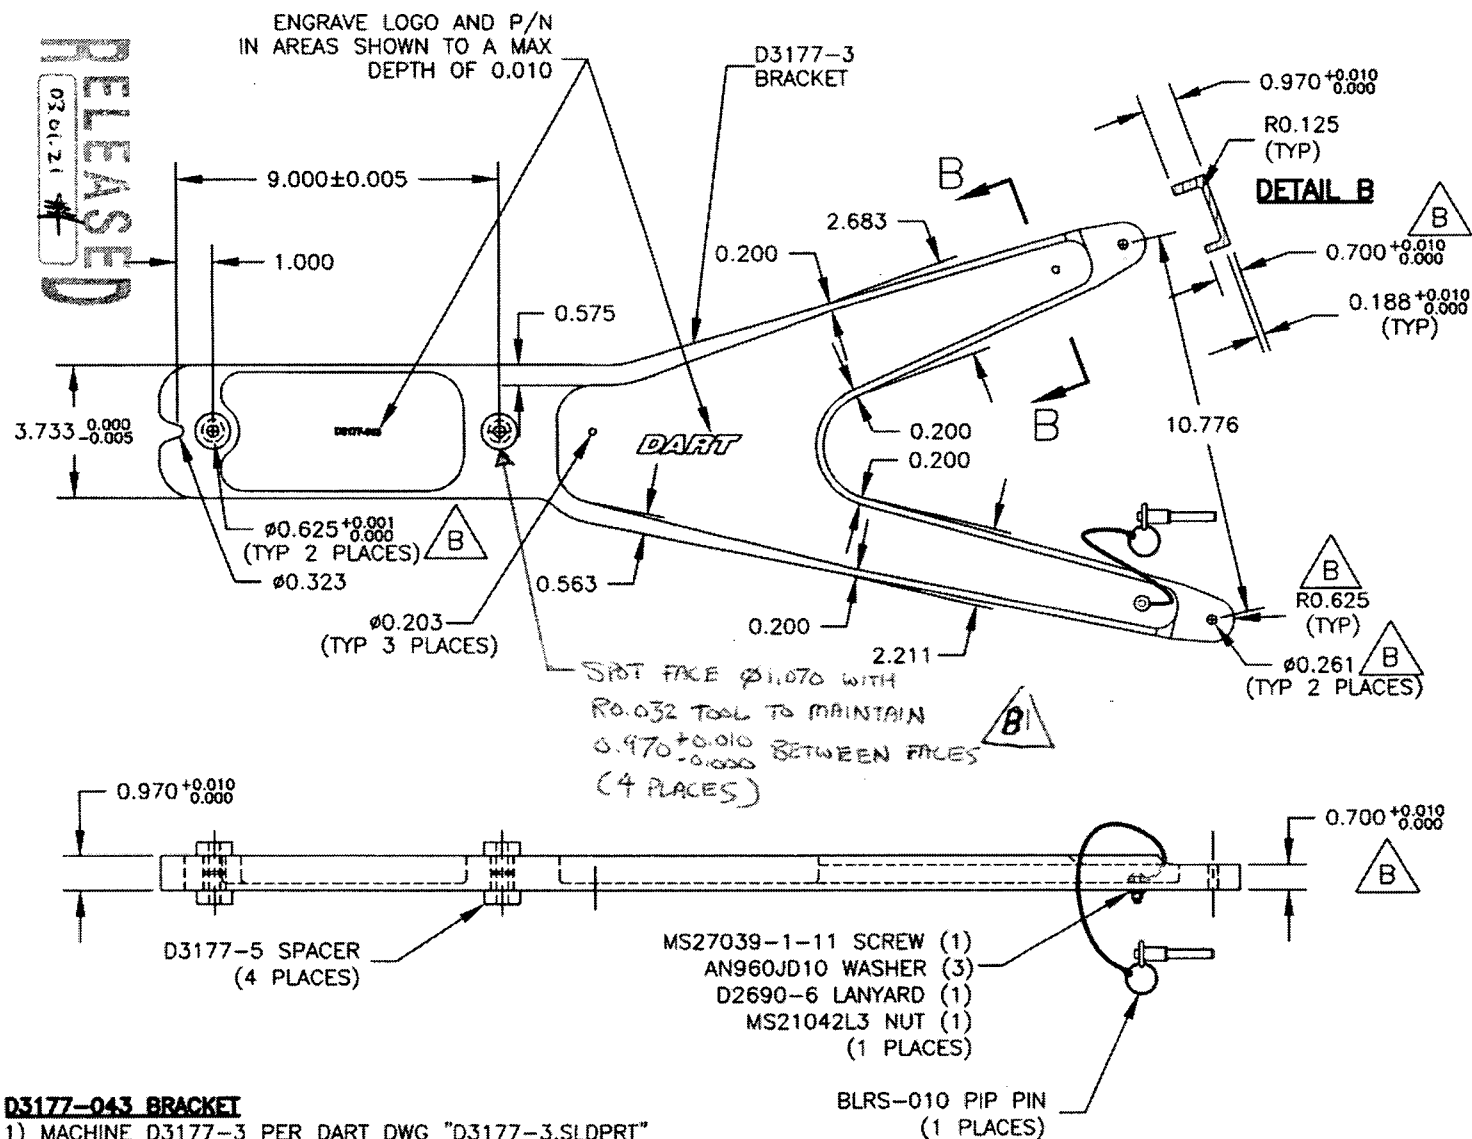 ENGRAVE LOGO AND P/N
IN AREAS SHOWN TO A MAX
DEPTH OF 0.010
D3177-3
BRACKET
RELEASED
03.01.21
0.970 +0.010
0.000
R0.125
(TYP)
DETAIL B
B
9.000±0.005
B
2.683
0.200
1.000
0.700 +0.010
0.000
0.188 +0.010
0.000
(TYP)
0.575
3.733 0.000
-0.005
DART
0.200
0.200
B
10.776
ø0.625 +0.001
0.000
(TYP 2 PLACES)
B
ø0.323
0.563
ø0.203
(TYP 3 PLACES)
0.200
2.211
B
R0.625
(TYP)
ø0.261
B
(TYP 2 PLACES)
SPOT FACE ø1.070 WITH
R0.032 TOOL TO MAINTAIN
0.970 +0.010
-0.000 BETWEEN FACES
(4 PLACES)
B1
0.970 +0.010
0.000
0.700 +0.010
0.000
B
D3177-5 SPACER
(4 PLACES)
MS27039-1-11 SCREW (1)
AN960JD10 WASHER (3)
D2690-6 LANYARD (1)
MS21042L3 NUT (1)
(1 PLACES)
BLRS-010 PIP PIN
(1 PLACES)
D3177-043 BRACKET
1) MACHINE D3177-3 PER DART DWG "D3177-3.SLDPRT"